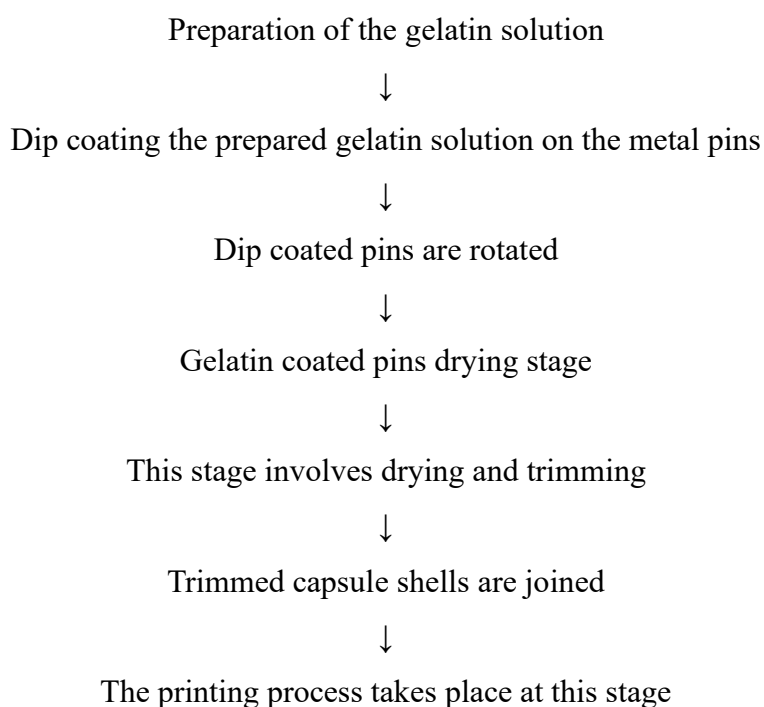 Preparation of the gelatin solution
↓
Dip coating the prepared gelatin solution on the metal pins
↓
Dip coated pins are rotated
↓
Gelatin coated pins drying stage
↓
This stage involves drying and trimming
↓
Trimmed capsule shells are joined
↓
The printing process takes place at this stage